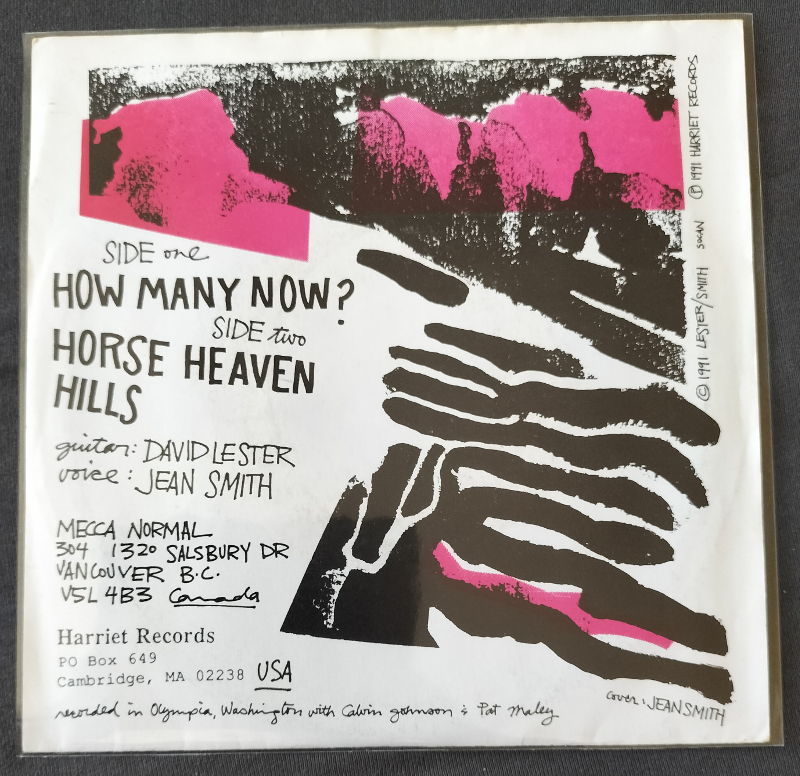 SIDE one
HOW MANY NOW?
SIDE two
HORSE HEAVEN
HILLS
guitar: DAVID LESTER
voice: JEAN SMITH
MECCA NORMAL
304 1320 SALSBURY DR
VANCOUVER B.C.
V5L 4B3 Canada
Harriet Records
PO Box 649
Cambridge, MA 02238 USA
recorded in Olympia, Washington with Calvin Johnson & Pat Maley
cover: JEAN SMITH
© 1991 LESTER/SMITH SOCAN
℗ 1991 HARRIET RECORDS